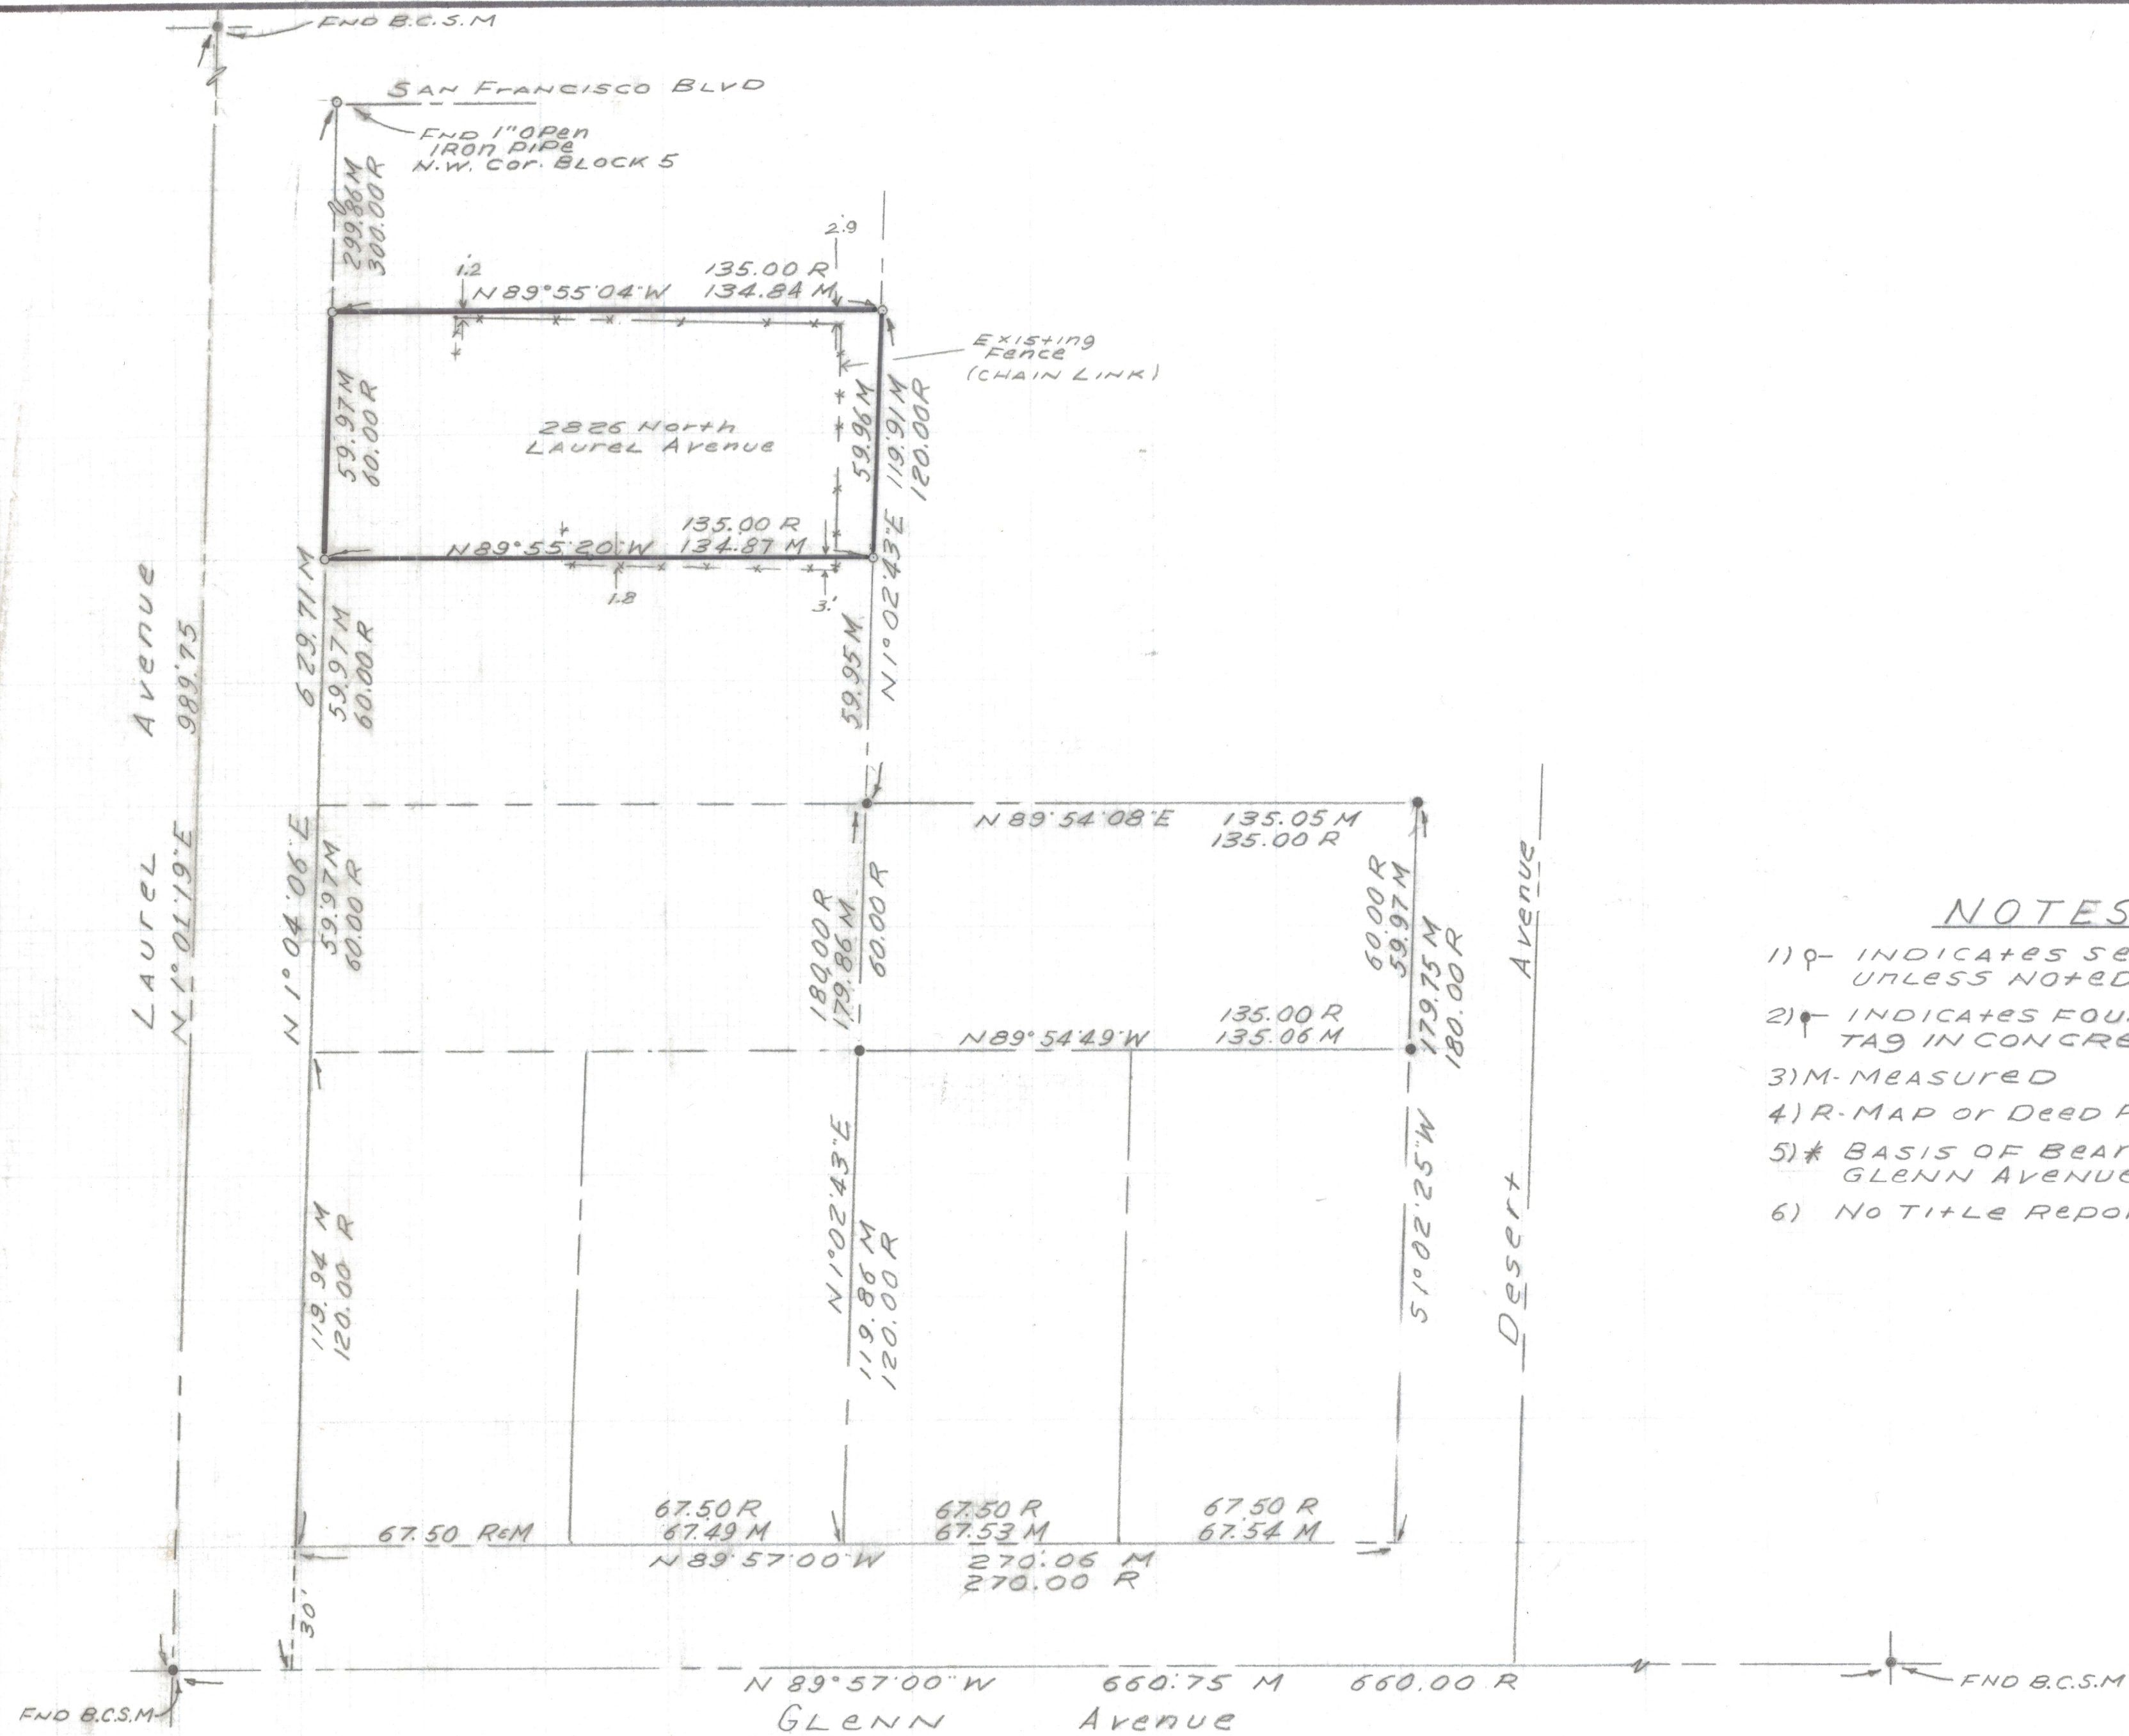 FND B.C.S.M
SAN FRANCISCO BLVD
FND 1" OPen
IRON PIPE
N.W. Cor. BLOCK 5
299.86 M
300.00 R
2.9
1.2
135.00 R
N 89° 55' 04" W 134.84 M
Existing
Fence
(CHAIN LINK)
59.97 M
60.00 R
2826 North
LAUREL Avenue
59.96 M
119.91 M
120.00 R
135.00 R
N 89° 55' 20" W 134.87 M
1.8
3.'
N 1° 02' 43" E
629.71 M
59.97 M
60.00 R
59.95 M
LAUREL Avenue
N 1° 01' 19" E 989.75
N 1° 04' 06" E
59.97 M
60.00 R
N 89° 54' 08" E 135.05 M
135.00 R
180.00 R
179.86 M
60.00 R
60.00 R
59.97 M
179.75 M
180.00 R
135.00 R
N 89° 54' 49" W 135.06 M
Desert Avenue
119.94 M
120.00 R
N 1° 02' 43" E
119.86 M
120.00 R
S 1° 02' 25" W
67.50 R&M
67.50 R
67.49 M
67.50 R
67.53 M
67.50 R
67.54 M
N 89° 57' 00" W 270.06 M
270.00 R
30'
N 89° 57' 00" W 660.75 M 660.00 R
GLENN Avenue
FND B.C.S.M
FND B.C.S.M
NOTES
1) INDICATES
UNLESS NOTED
2) INDICATES
TAG IN
3) M- MEASURED
4) R- MAP or Deed
5) * BASIS OF
GLENN AVENUE
6) No TITLE